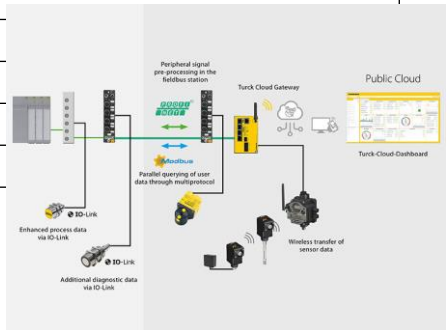 Peripheral signal
pre-processing in the
fieldbus station
Turck Cloud Gateway
Public Cloud
PROFI
NET
Modbus
Turck-Cloud-Dashboard
Parallel querying of user
data through multiprotocol
IO-Link
Enhanced process data
via IO-Link
IO-Link
Additional diagnostic data
via IO-Link
Wireless transfer of
sensor data